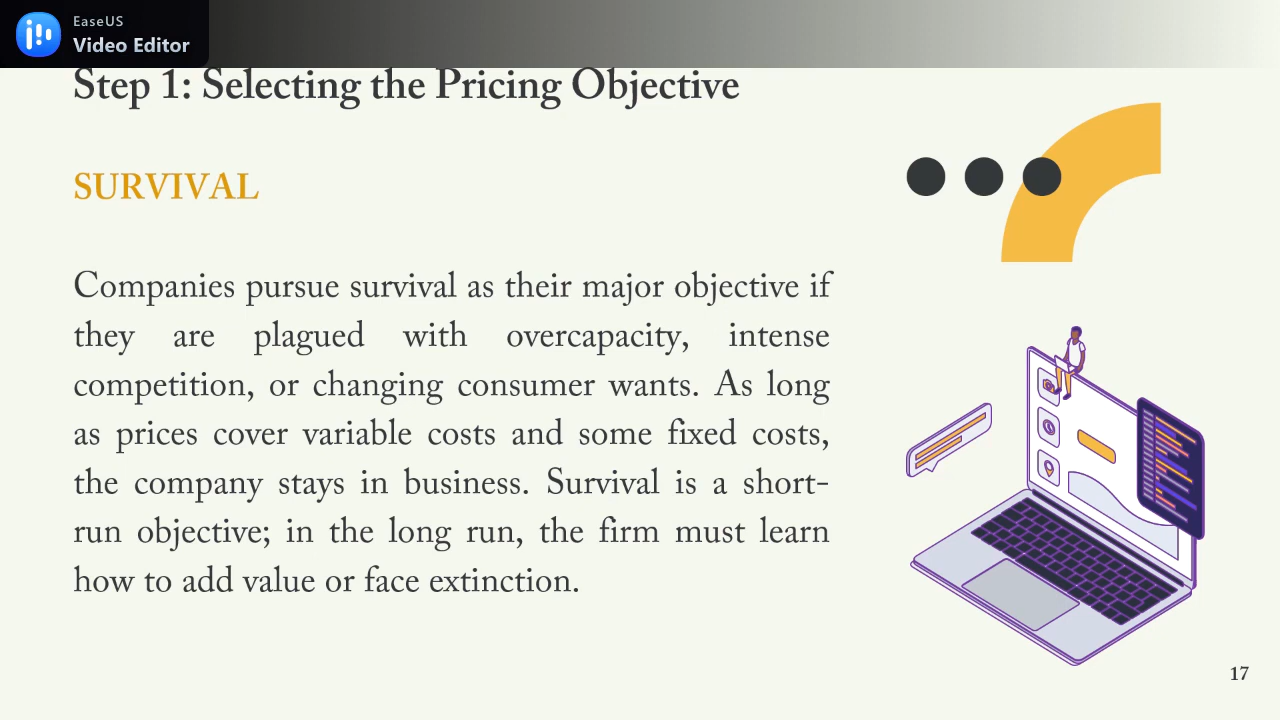 EaseUS
Video Editor
Step 1: Selecting the Pricing Objective
SURVIVAL
Companies pursue survival as their major objective if
they are plagued with overcapacity, intense
competition, or changing consumer wants. As long
as prices cover variable costs and some fixed costs,
the company stays in business. Survival is a short-
run objective; in the long run, the firm must learn
how to add value or face extinction.
17